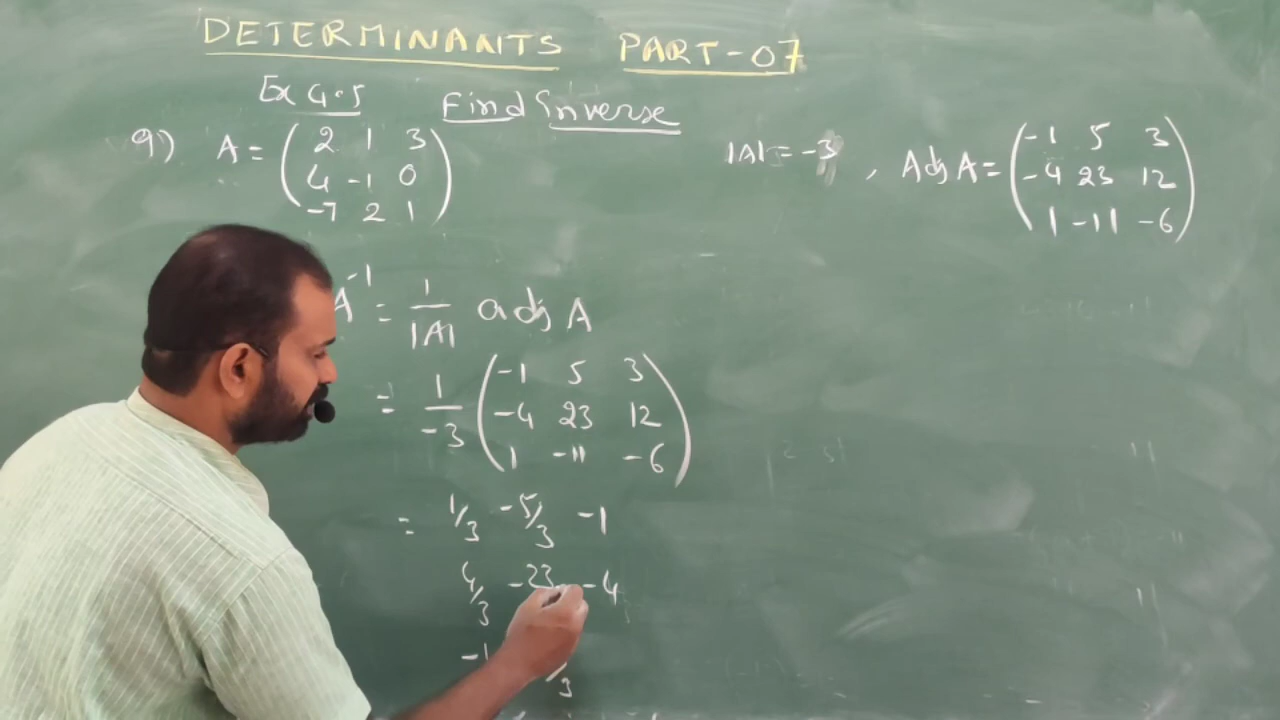 DETERMINANTS PART-07
Ex 4.5 Find Inverse
9) A = ( 2 1 3
4 -1 0
-7 2 1 )
|A| = -3 , Adj A = ( -1 5 3
-4 23 12
1 -11 -6 )
A⁻¹ = 1/|A| adj A
= 1/-3 ( -1 5 3
-4 23 12
1 -11 -6 )
= 1/3 -5/3 -1
4/3 -23 -4
-1 /3